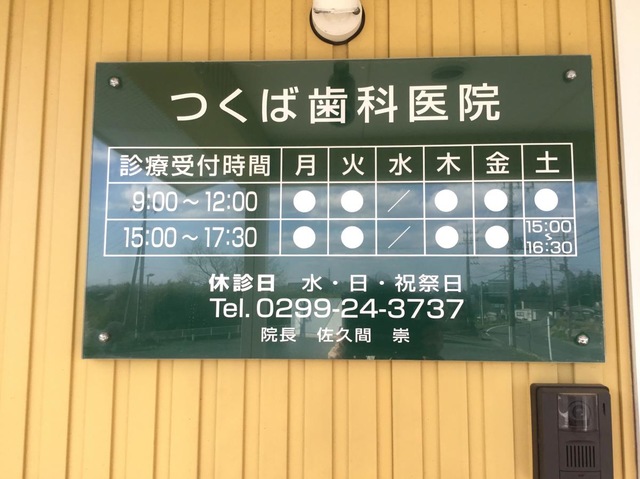 つくば歯科医院
診療受付時間 月 火 水 木 金 土
9:00～12:00 ● ● ／ ● ● ●
15:00～17:30 ● ● ／ ● ● 15:00～16:30
休診日 水・日・祝祭日
Tel.0299-24-3737
院長 佐久間 崇